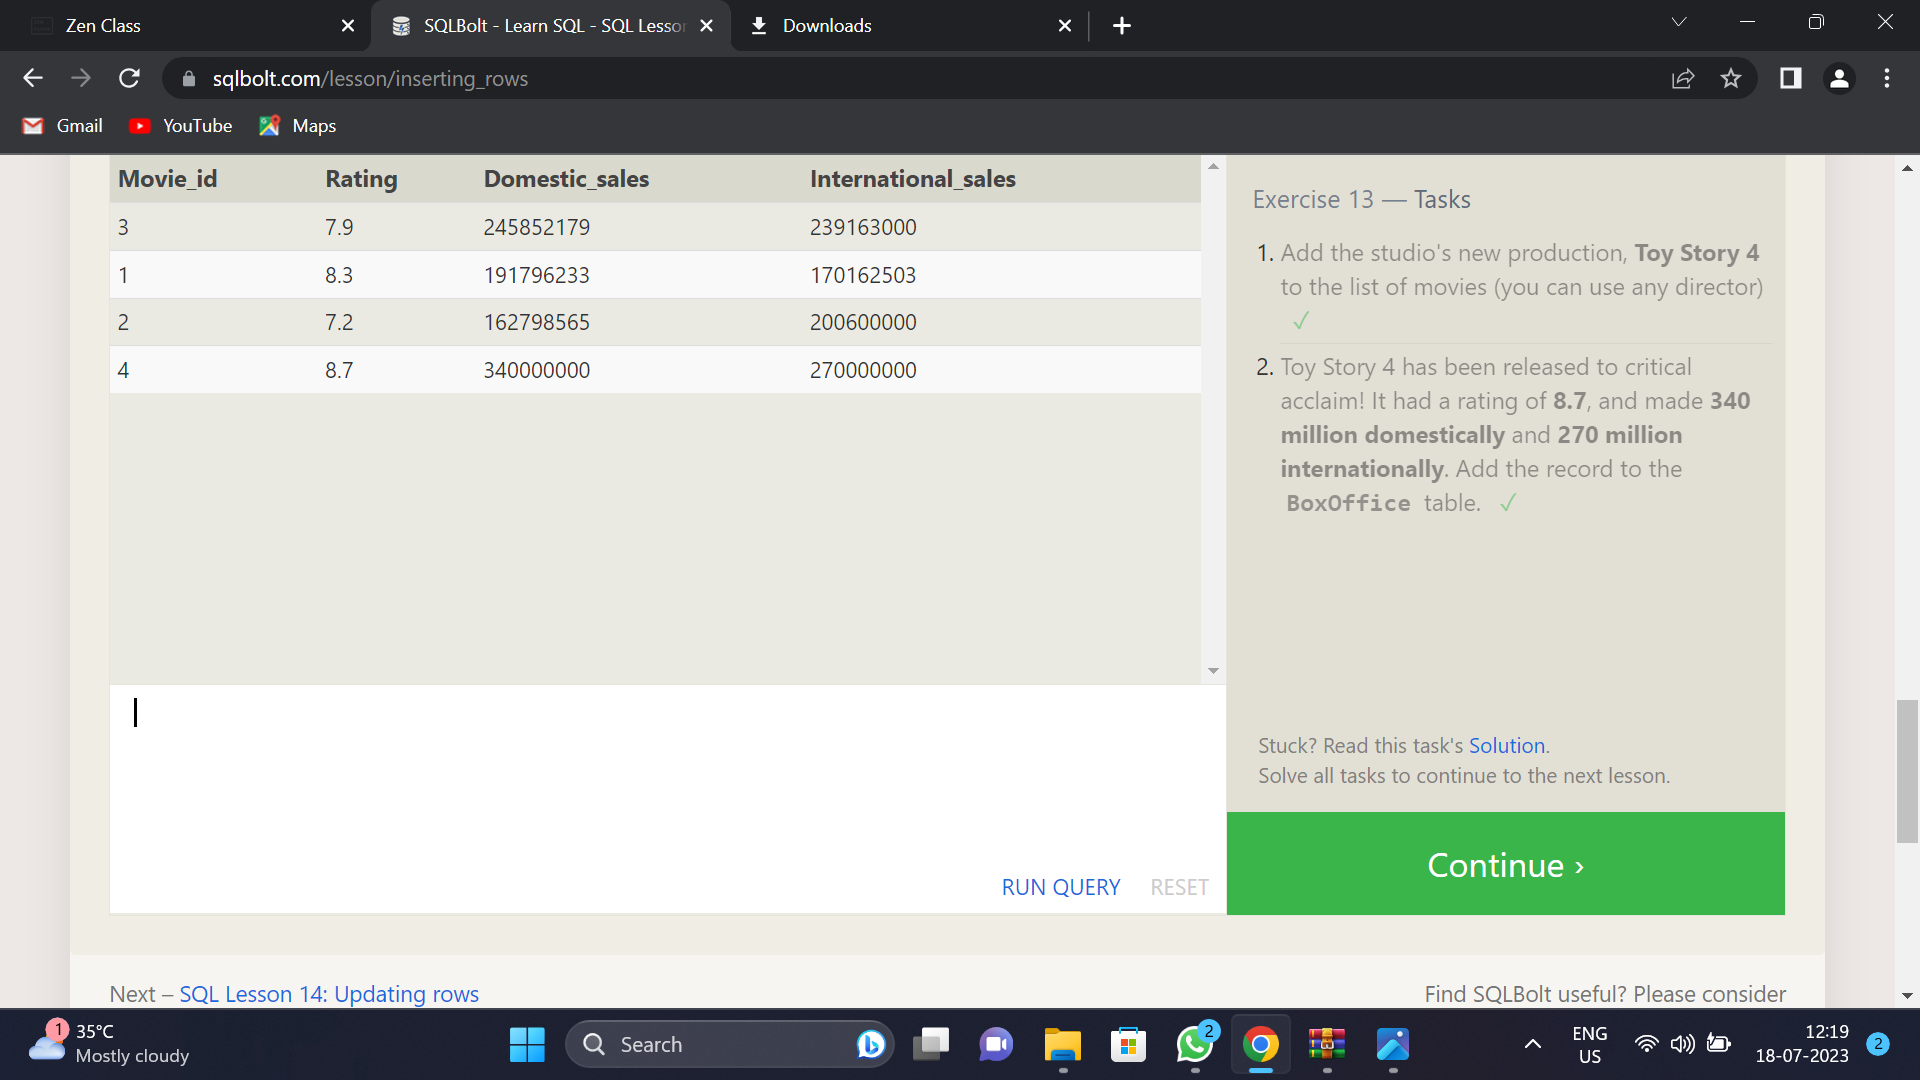 Zen Class
SQLBolt - Learn SQL - SQL Lesson
Downloads
sqlbolt.com/lesson/inserting_rows
Gmail
YouTube
Maps
Movie_id Rating Domestic_sales International_sales
3 7.9 245852179 239163000
1 8.3 191796233 170162503
2 7.2 162798565 200600000
4 8.7 340000000 270000000
Exercise 13 — Tasks
1. Add the studio's new production, Toy Story 4
to the list of movies (you can use any director)
✓
2. Toy Story 4 has been released to critical
acclaim! It had a rating of 8.7, and made 340
million domestically and 270 million
internationally. Add the record to the
BoxOffice table. ✓
Stuck? Read this task's Solution.
Solve all tasks to continue to the next lesson.
RUN QUERY RESET
Continue ›
Next – SQL Lesson 14: Updating rows
Find SQLBolt useful? Please consider
1
35°C
Mostly cloudy
Search
2
ENG
US
12:19
18-07-2023
2